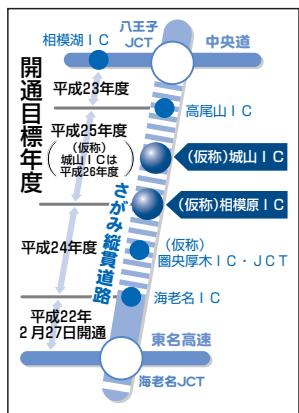 八王子
JCT
相模湖ＩＣ
中央道
開通目標年度
平成23年度
高尾山ＩＣ
平成25年度
(仮称)
城山ＩＣは
平成26年度
(仮称)城山ＩＣ
(仮称)相模原ＩＣ
さがみ縦貫道路
平成24年度
(仮称)
圏央厚木ＩＣ・ＪＣＴ
海老名ＩＣ
平成22年
２月27日開通
東名高速
海老名JCT